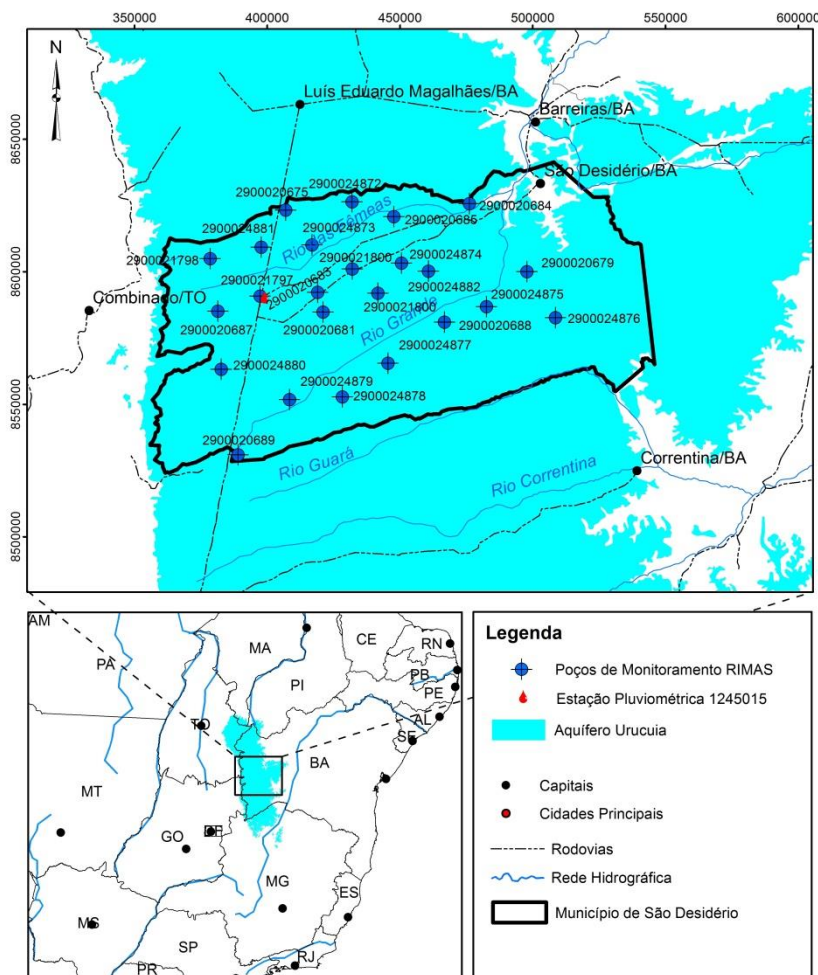 350000 400000 450000 500000 550000 600000
N
8650000
8600000
8550000
8500000
Luís Eduardo Magalhães/BA
Barreiras/BA
São Desidério/BA
2900024872
2900020675
2900020684
2900020686
2900024881
2900024873
Rio das Fêmeas
2900021798
2900024874
2900021800
2900020679
2900021797
2900020683
Combinado/TO
2900024882
2900024875
2900021800
Rio Grande
2900020687
2900020681
2900020688
2900024876
2900024877
2900024880
2900024879
2900024878
2900020689
Rio Guará
Correntina/BA
Rio Correntina
AM
PA
MA
CE
RN
PB
PE
PI
AL
SE
TO
BA
MT
GO
DF
MG
ES
MS
SP
RJ
PR
Legenda
Poços de Monitoramento RIMAS
Estação Pluviométrica 1245015
Aquífero Urucuia
Capitais
Cidades Principais
Rodovias
Rede Hidrográfica
Município de São Desidério